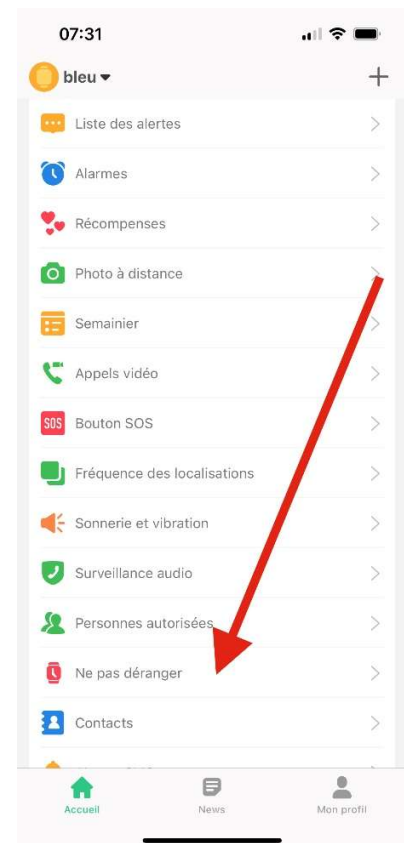 07:31
bleu
Liste des alertes
Alarmes
Récompenses
Photo à distance
Semainier
Appels vidéo
SOS Bouton SOS
Fréquence des localisations
Sonnerie et vibration
Surveillance audio
Personnes autorisées
Ne pas déranger
Contacts
Accueil News Mon profil